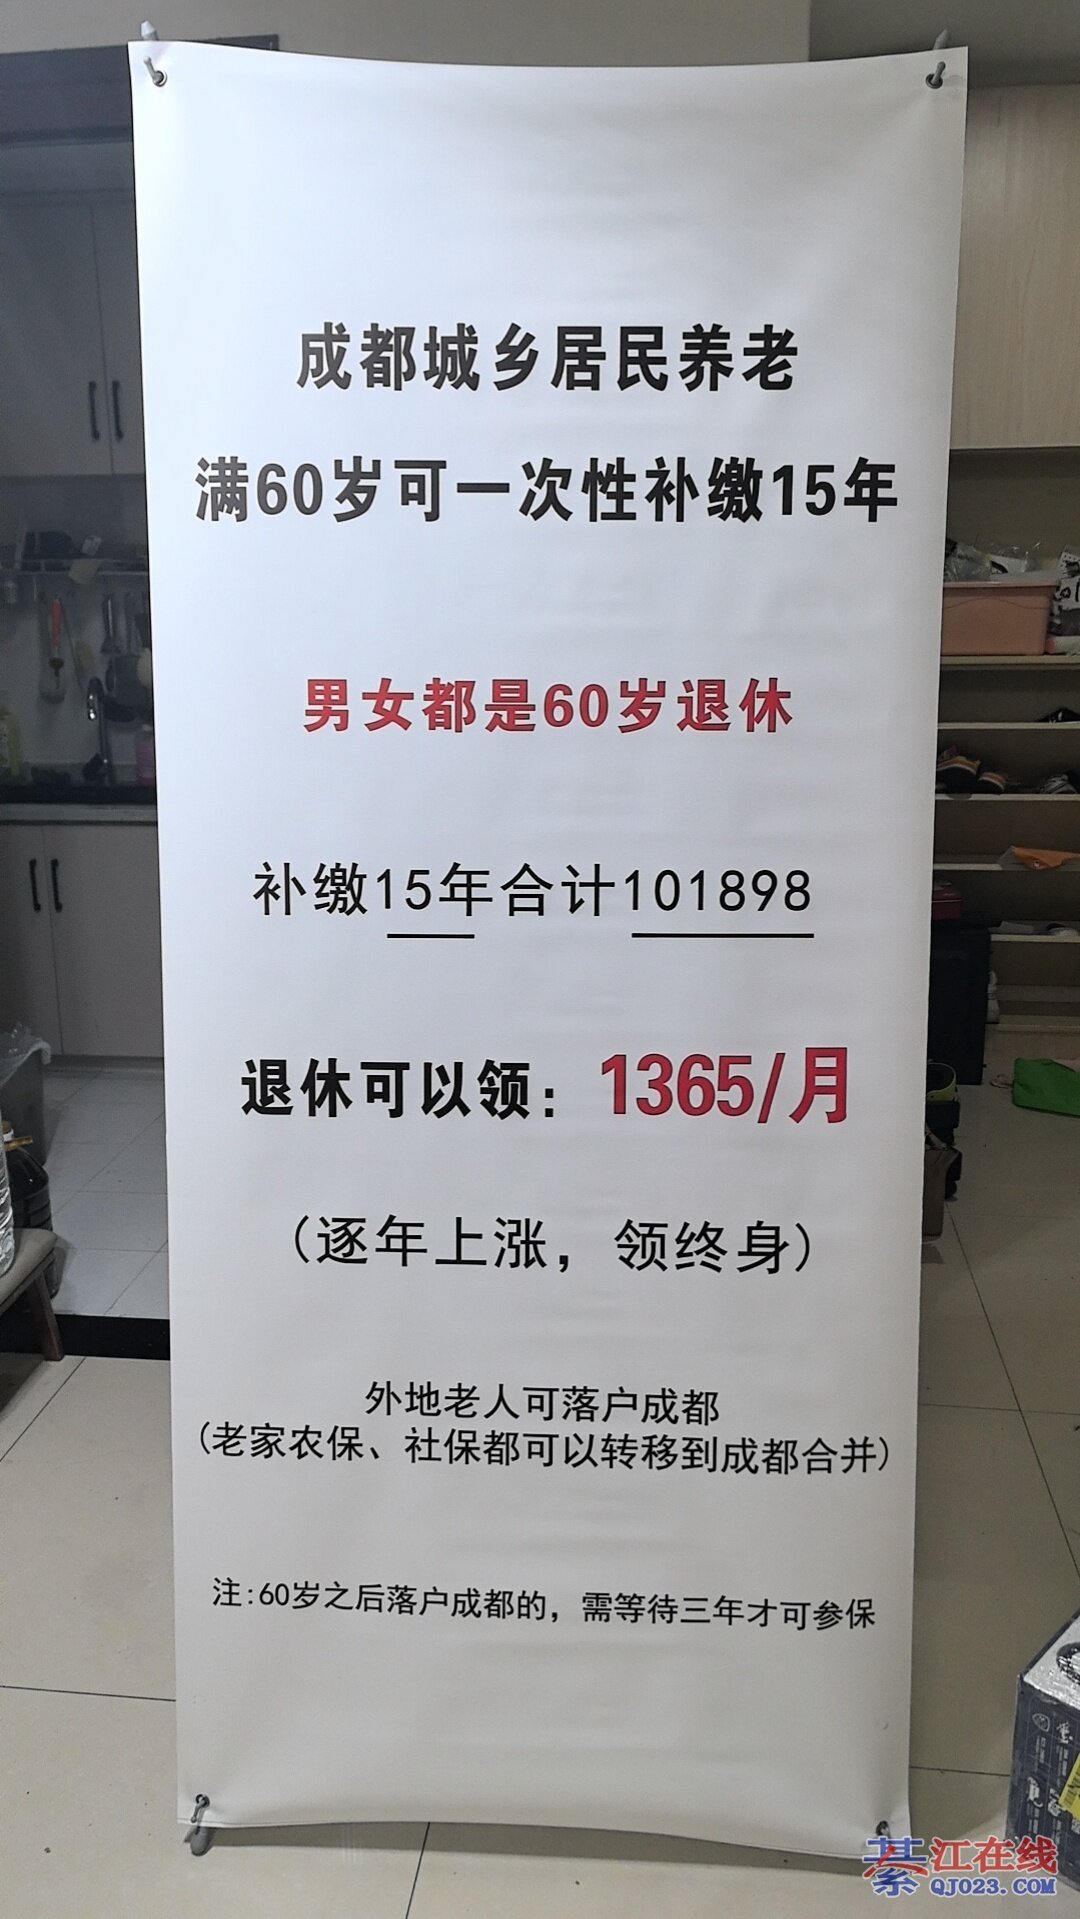 成都城乡居民养老
满60岁可一次性补缴15年
男女都是60岁退休
补缴15年合计101898
退休可以领：1365/月
(逐年上涨，领终身)
外地老人可落户成都
(老家农保、社保都可以转移到成都合并)
注:60岁之后落户成都的，需等待三年才可参保
綦江在线
QJ023.COM